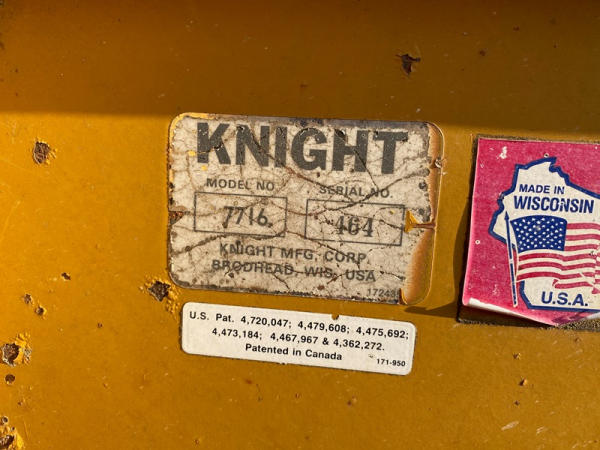 KNIGHT
MODEL NO. SERIAL NO.
7716 464
KNIGHT MFG. CORP.
BRODHEAD, WIS. USA
MADE IN
WISCONSIN
U.S.A.
U.S. Pat. 4,720,047; 4,479,608; 4,475,692;
4,473,184; 4,467,967 & 4,362,272.
Patented in Canada
171-950